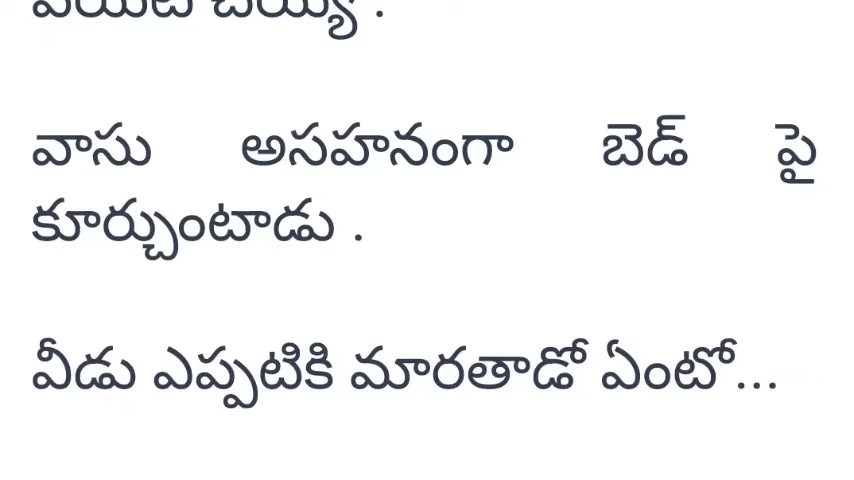 వాసు అసహనంగా బెడ్ పై
కూర్చుంటాడు .
వీడు ఎప్పటికి మారతాడో ఏంటో...